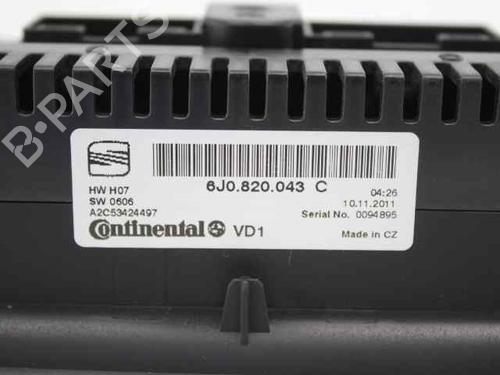 B-PARTS
6J0.820.043 C
HW H07
SW 0606
A2C53424497
04:26
10.11.2011
Serial No. 0094895
Continental VD1
Made in CZ